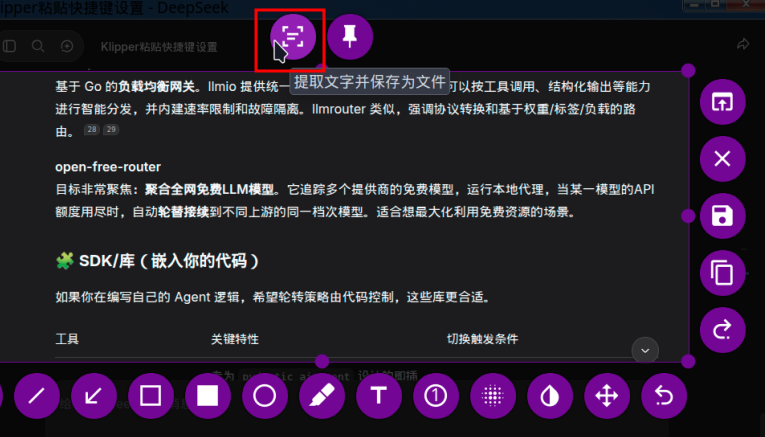 lipper粘贴快捷键设置 - DeepSeek
Klipper粘贴快捷键设置
提取文字并保存为文件
基于 Go 的负载均衡网关。llmio 提供统一 可以按工具调用、结构化输出等能力
进行智能分发，并内建速率限制和故障隔离。llmrouter 类似，强调协议转换和基于权重/标签/负载的路
由。 28 29
open-free-router
目标非常聚焦：聚合全网免费LLM模型。它追踪多个提供商的免费模型，运行本地代理，当某一模型的API
额度用尽时，自动轮替接续到不同上游的同一档次模型。适合想最大化利用免费资源的场景。
🧩 SDK/库（嵌入你的代码）
如果你在编写自己的 Agent 逻辑，希望轮转策略由代码控制，这些库更合适。
工具 关键特性 切换触发条件
T
1